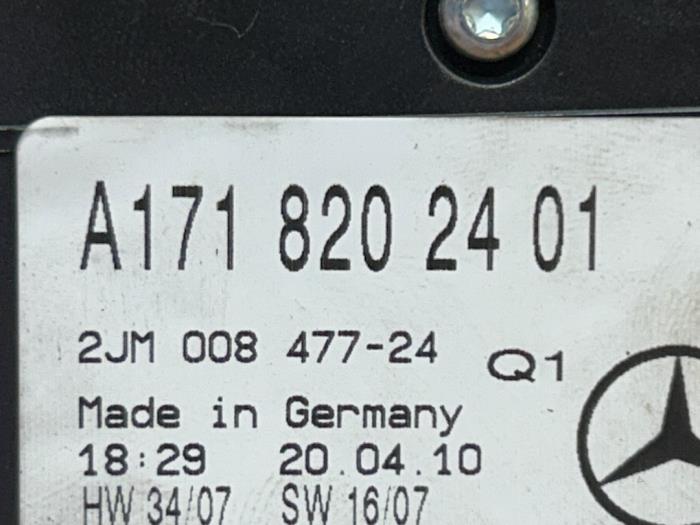 A171 820 24 01
2JM 008 477-24 Q1
Made in Germany
18:29 20.04.10
HW 34/07 SW 16/07